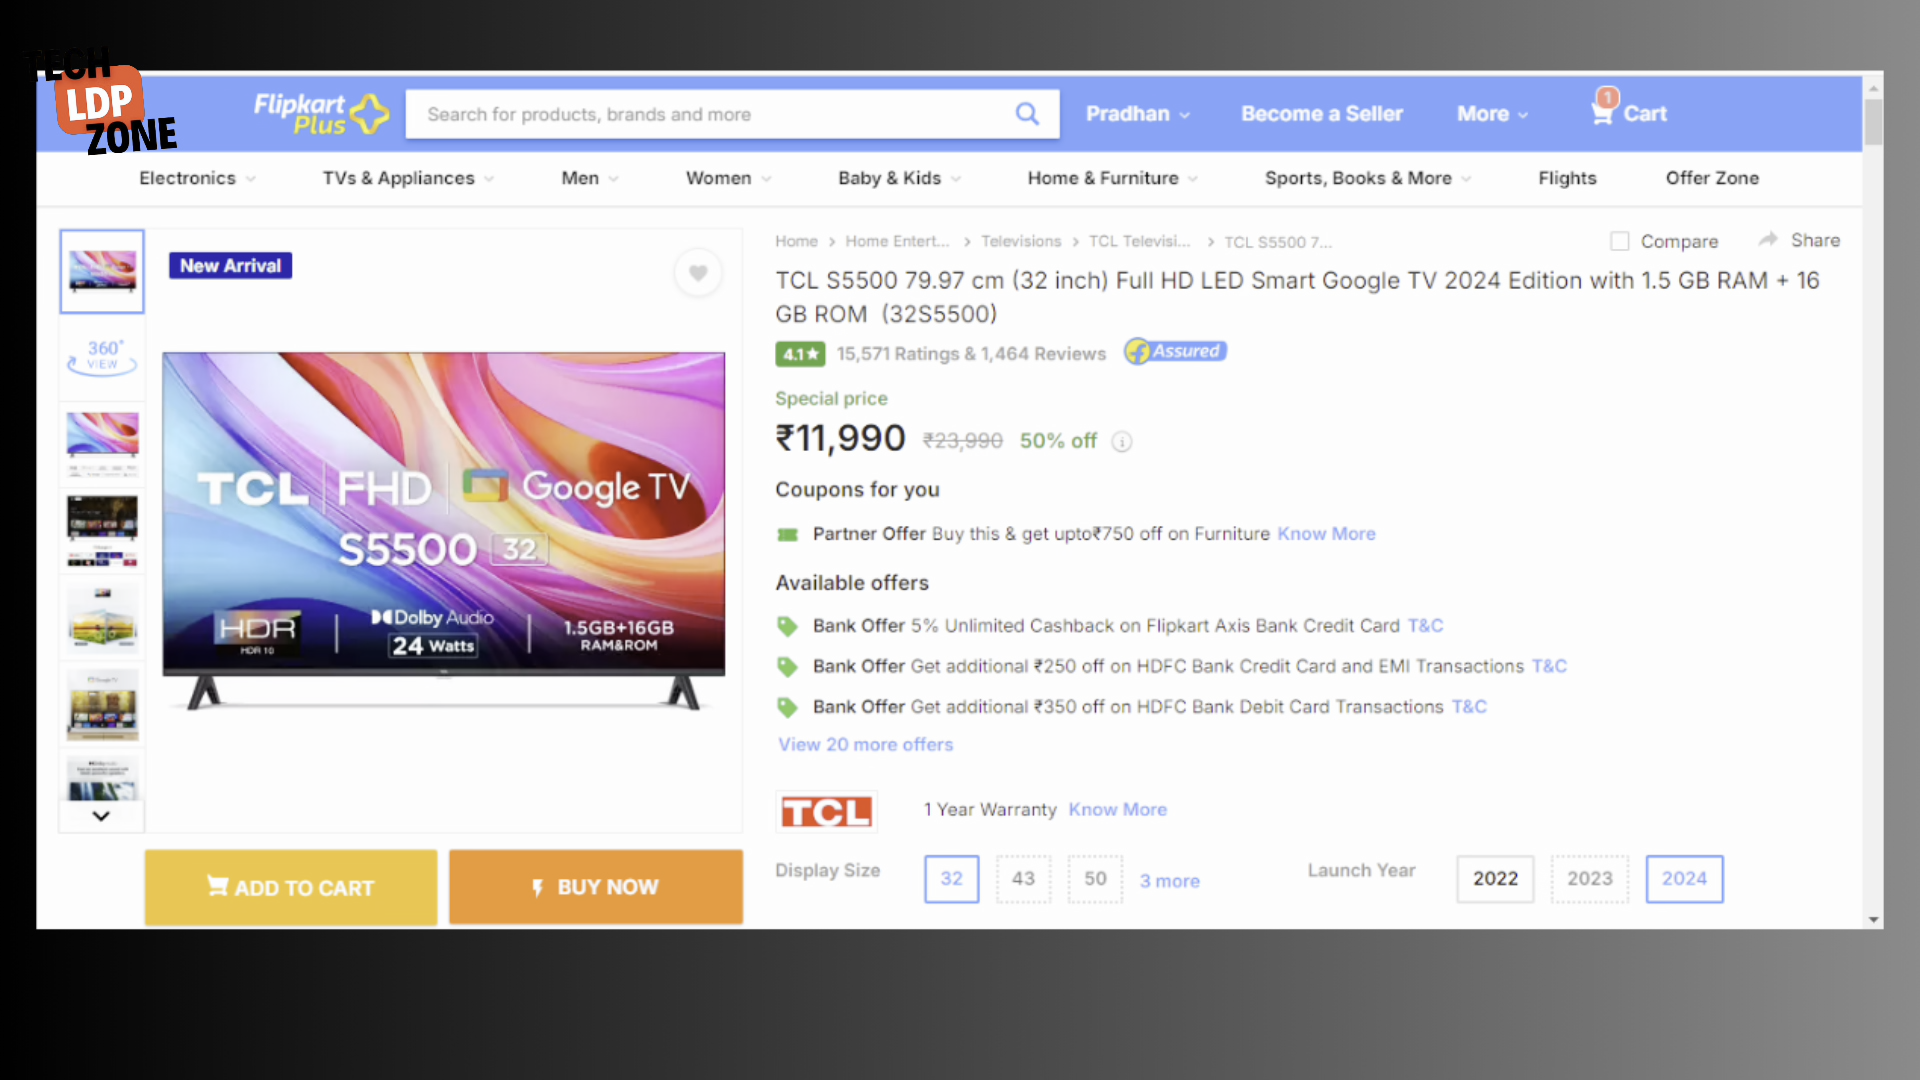 TECH
LDP
ZONE
Flipkart
Plus
Search for products, brands and more
Pradhan
Become a Seller
More
1
Cart
Electronics
TVs & Appliances
Men
Women
Baby & Kids
Home & Furniture
Sports, Books & More
Flights
Offer Zone
New Arrival
360°
VIEW
TCL FHD Google TV
S5500 32
HDR
HDR 10
Dolby Audio
24 Watts
1.5GB+16GB
RAM&ROM
ADD TO CART
BUY NOW
Home > Home Entert... > Televisions > TCL Televisi... > TCL S5500 7...
Compare
Share
TCL S5500 79.97 cm (32 inch) Full HD LED Smart Google TV 2024 Edition with 1.5 GB RAM + 16
GB ROM (32S5500)
4.1★ 15,571 Ratings & 1,464 Reviews Assured
Special price
₹11,990 ₹23,990 50% off
Coupons for you
Partner Offer Buy this & get upto₹750 off on Furniture Know More
Available offers
Bank Offer 5% Unlimited Cashback on Flipkart Axis Bank Credit Card T&C
Bank Offer Get additional ₹250 off on HDFC Bank Credit Card and EMI Transactions T&C
Bank Offer Get additional ₹350 off on HDFC Bank Debit Card Transactions T&C
View 20 more offers
TCL
1 Year Warranty Know More
Display Size 32 43 50 3 more
Launch Year 2022 2023 2024